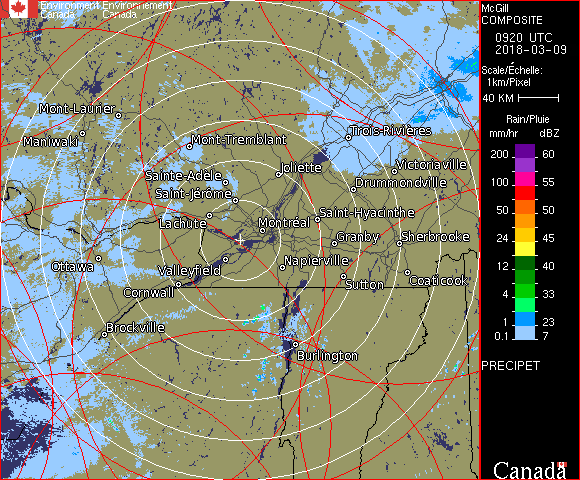 Environment Environnement
Canada Canada
Mont-Laurier
Maniwaki
Mont-Tremblant
Trois-Rivières
Sainte-Adèle
Joliette
Victoriaville
Saint-Jérôme
Drummondville
Lachute
Montréal
Saint-Hyacinthe
Granby
Sherbrooke
Ottawa
Valleyfield
Napierville
Cornwall
Sutton
Coaticook
Brockville
Burlington
McGill
COMPOSITE
0920 UTC
2018-03-09
Scale/Échelle:
1km/Pixel
40 KM
Rain/Pluie
mm/hr dBZ
200 60
100 55
50 50
24 45
12 40
4 33
1 23
0.1 7
PRECIPET
Canada